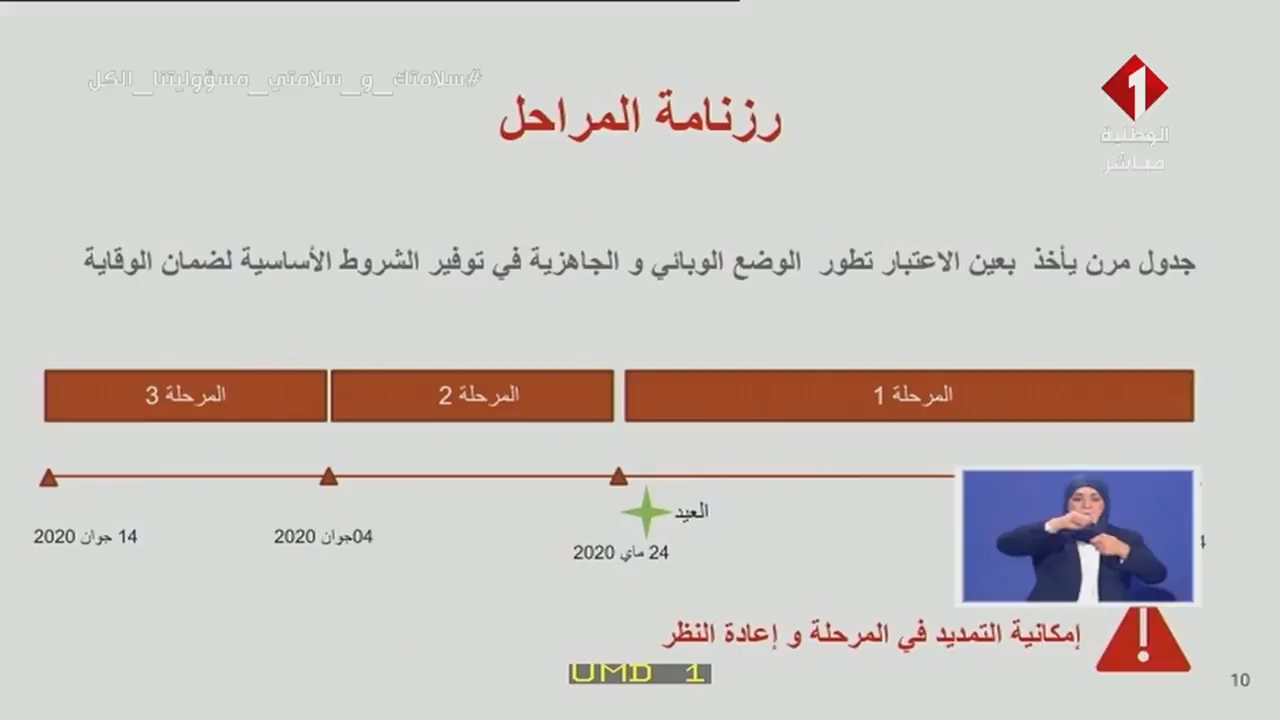 #سلامتك_و_سلامتي_مسؤوليتنا_الكل
1
الوطنية
مباشر
رزنامة المراحل
جدول مرن يأخذ بعين الاعتبار تطور الوضع الوبائي و الجاهزية في توفير الشروط الأساسية لضمان الوقاية
المرحلة 1
المرحلة 2
المرحلة 3
العيد
24 ماي 2020
04جوان 2020
14 جوان 2020
إمكانية التمديد في المرحلة و إعادة النظر
UMD 1
10